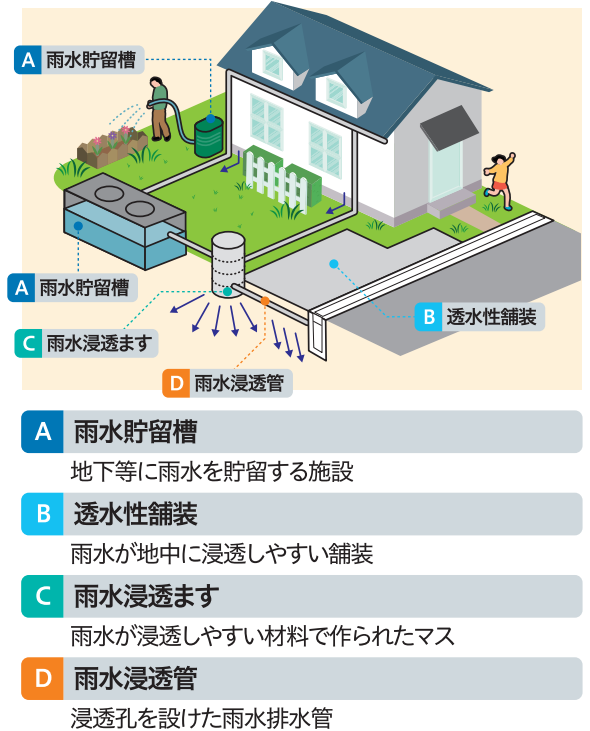 A 雨水貯留槽
A 雨水貯留槽
B 透水性舗装
C 雨水浸透ます
D 雨水浸透管
A 雨水貯留槽
地下等に雨水を貯留する施設
B 透水性舗装
雨水が地中に浸透しやすい舗装
C 雨水浸透ます
雨水が浸透しやすい材料で作られたマス
D 雨水浸透管
浸透孔を設けた雨水排水管